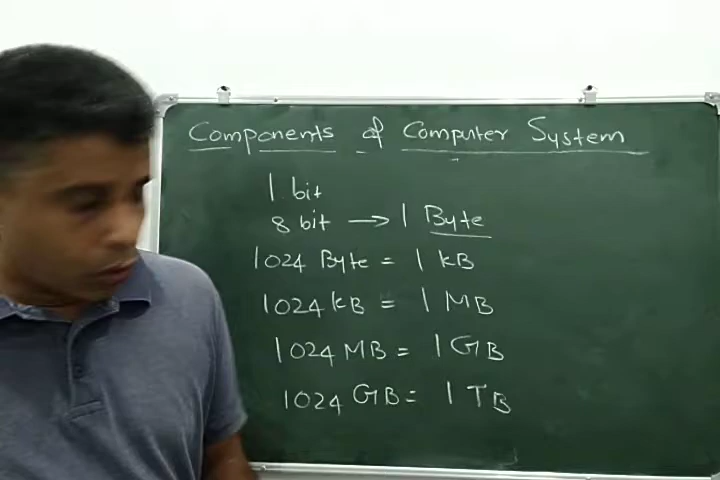 Components of Computer System
1 bit
8 bit → 1 Byte
1024 Byte = 1 kB
1024 kB = 1 MB
1024 MB = 1 GB
1024 GB = 1 TB